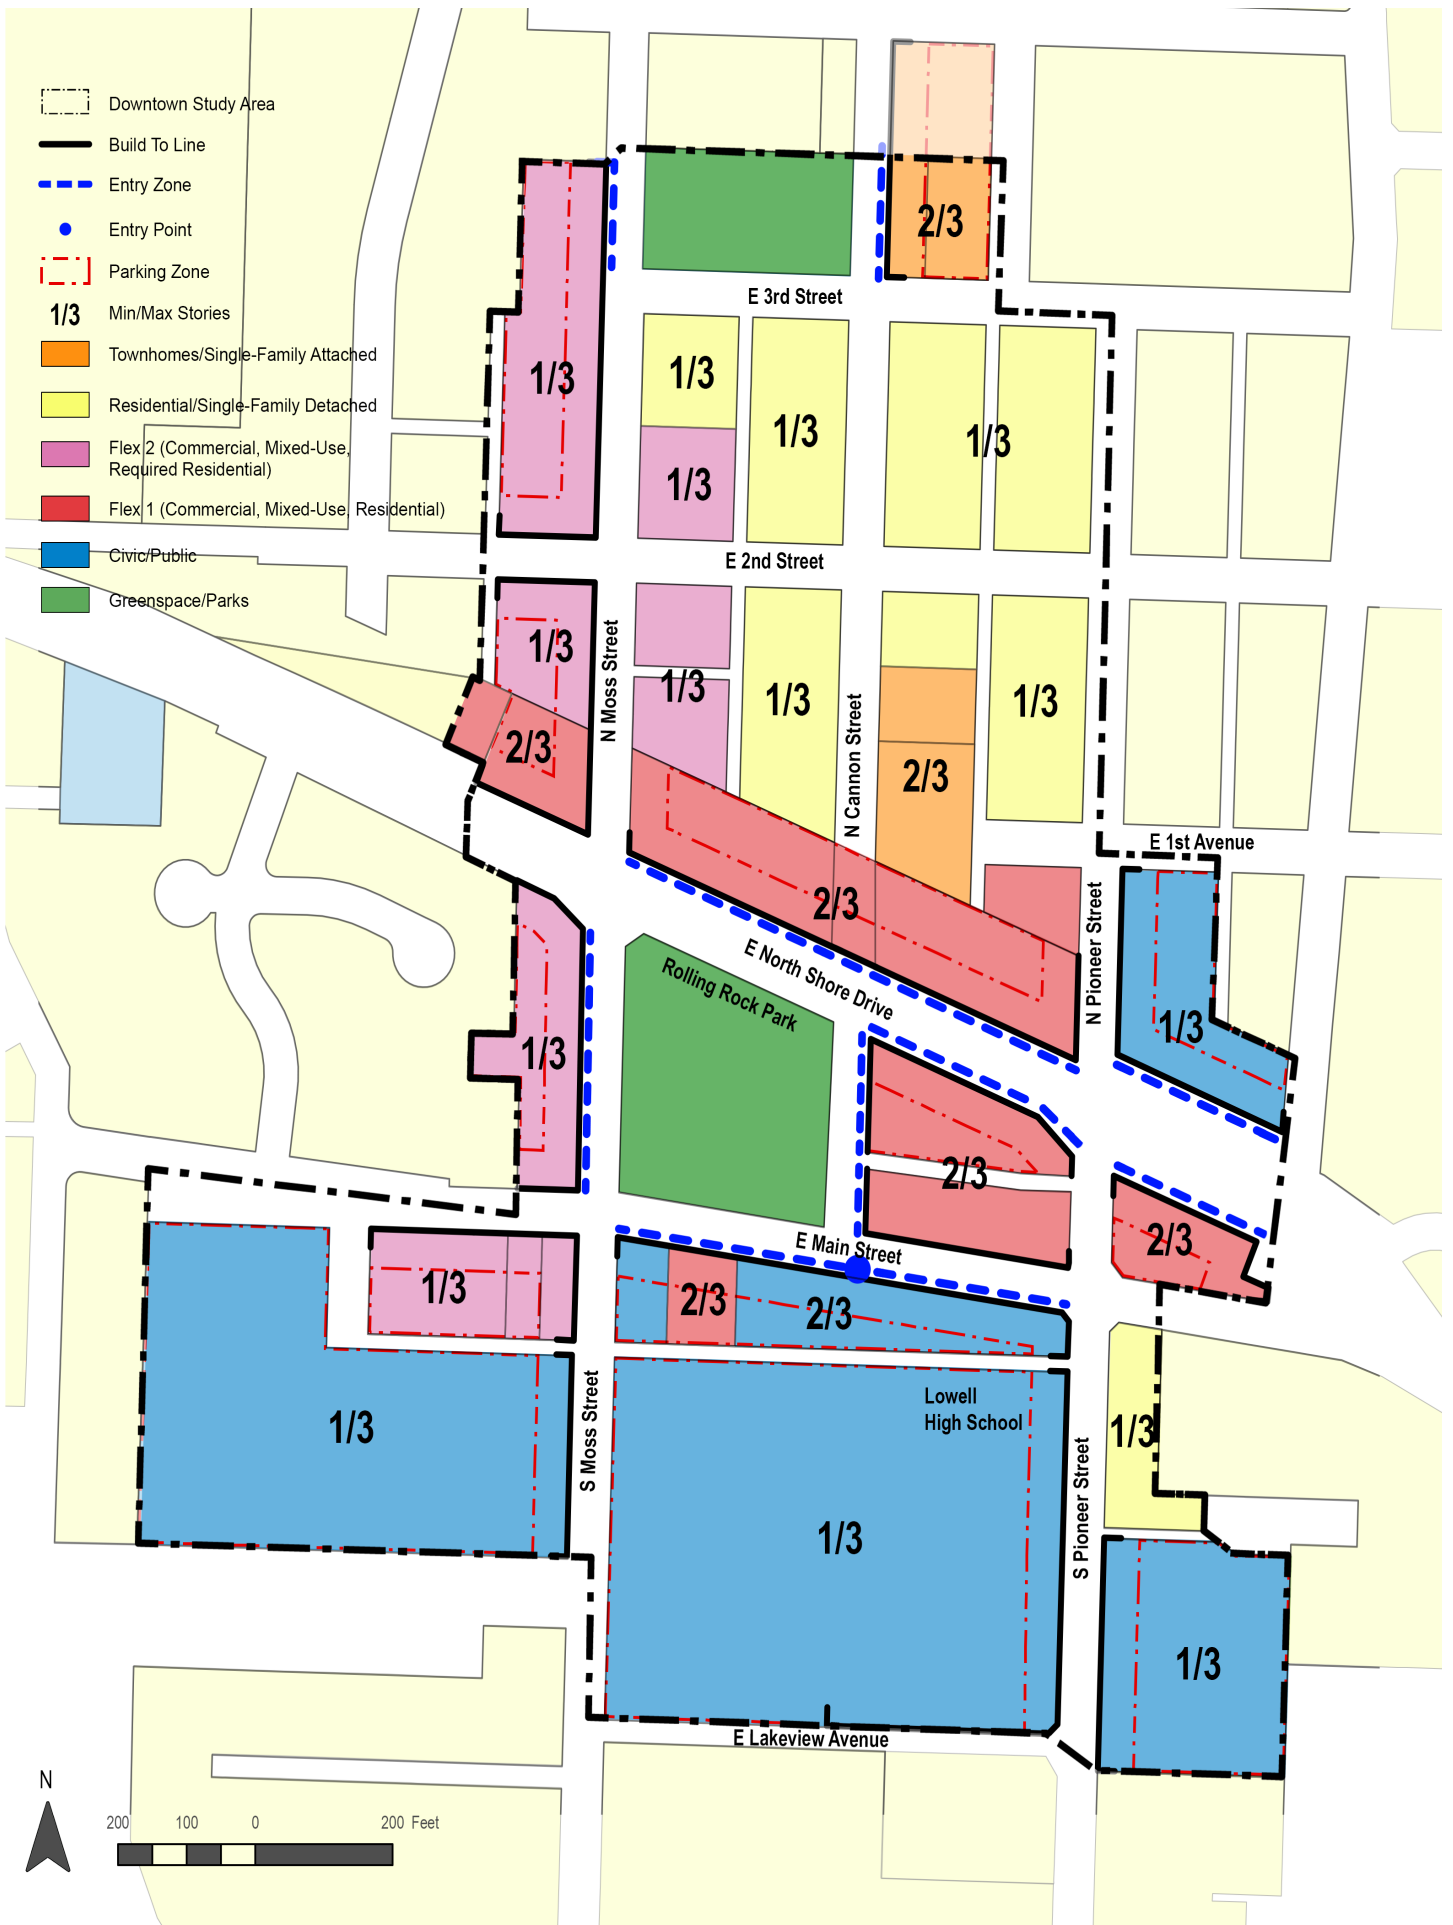 Downtown Study Area
Build To Line
Entry Zone
Entry Point
Parking Zone
1/3 Min/Max Stories
Townhomes/Single-Family Attached
Residential/Single-Family Detached
Flex 2 (Commercial, Mixed-Use,
Required Residential)
Flex 1 (Commercial, Mixed-Use, Residential)
Civic/Public
Greenspace/Parks
2/3
E 3rd Street
1/3
1/3
1/3
1/3
1/3
E 2nd Street
1/3
N Moss Street
1/3
1/3
N Cannon Street
1/3
2/3
2/3
E 1st Avenue
2/3
N Pioneer Street
E North Shore Drive
Rolling Rock Park
1/3
1/3
2/3
E Main Street
2/3
1/3
2/3
2/3
Lowell
High School
1/3
S Moss Street
1/3
S Pioneer Street
1/3
1/3
E Lakeview Avenue
N
200 100 0 200 Feet